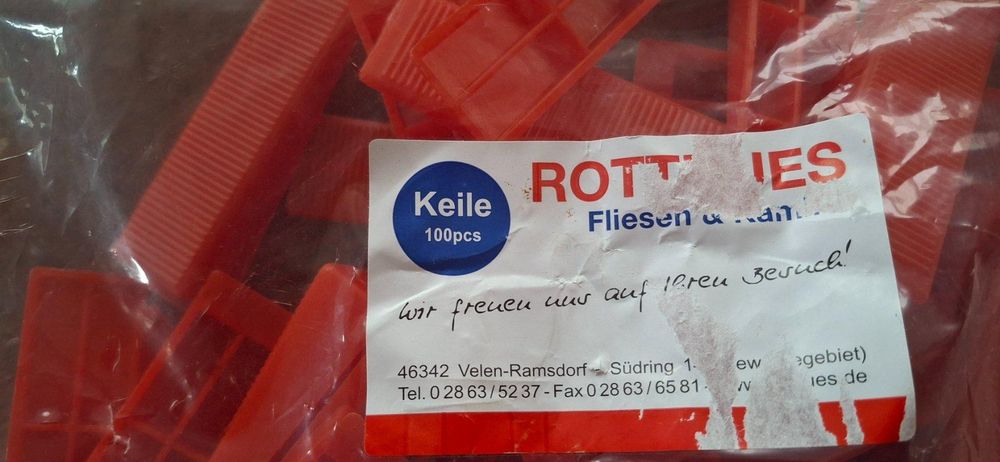 Keile
100pcs
Fliesen &
Wir freuen uns auf Ihren Besuch!
46342 Velen-Ramsdorf - Südring
Tel. 0 28 63 / 52 37 - Fax 0 28 63 / 65 81